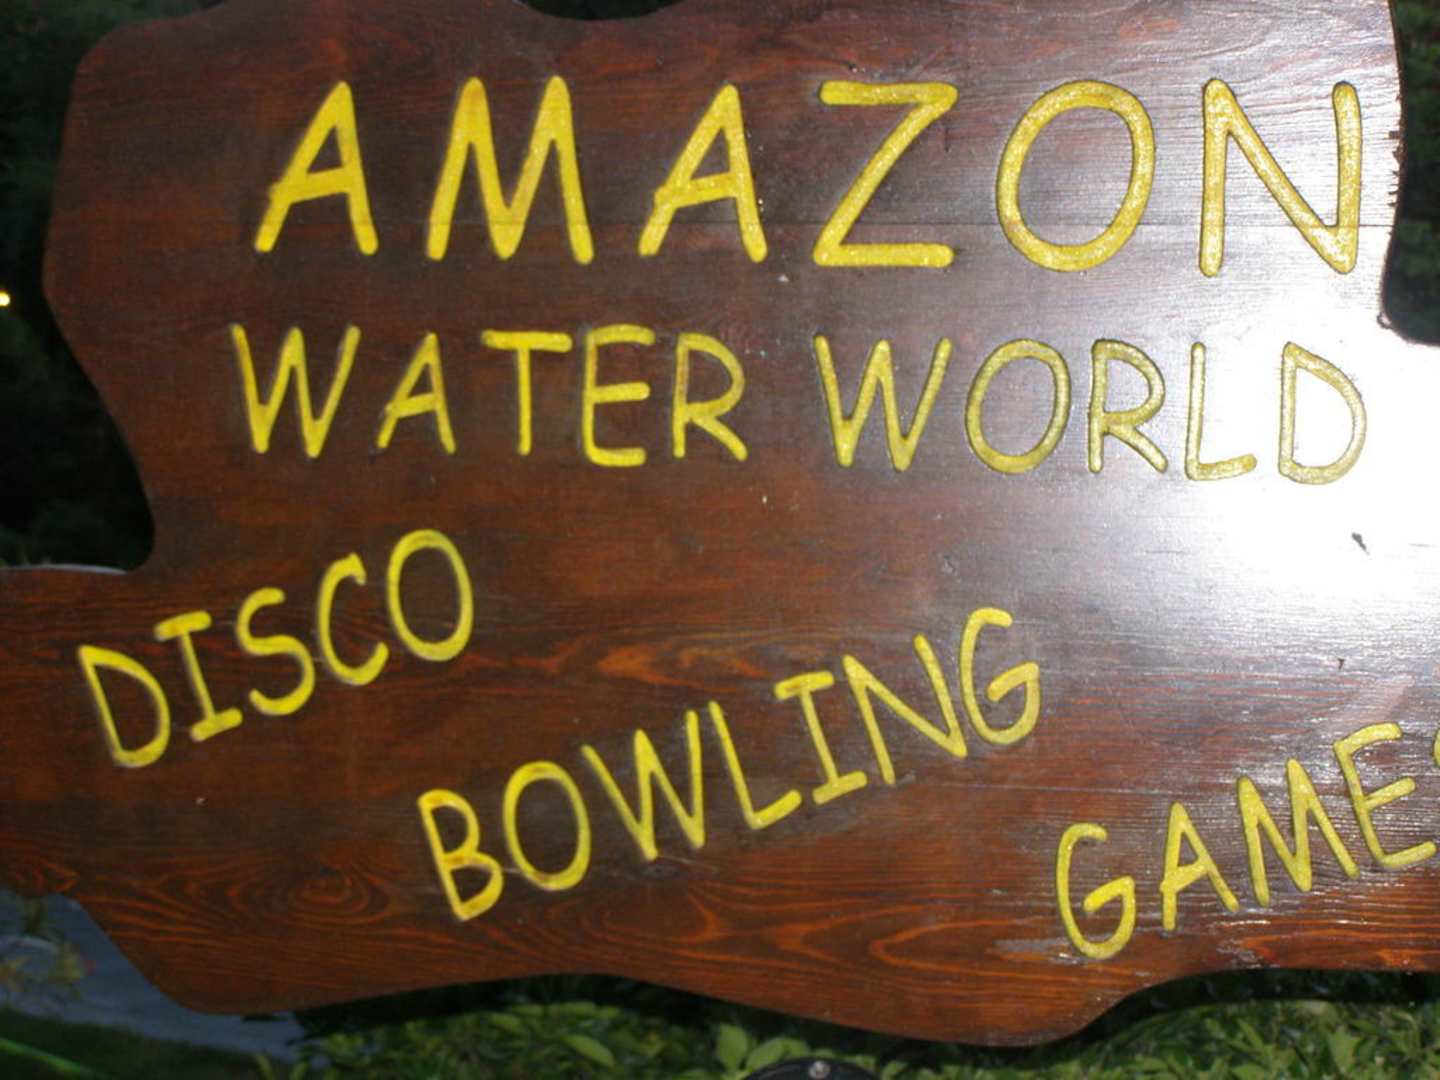 AMAZON
WATER WORLD
DISCO
BOWLING
GAMES